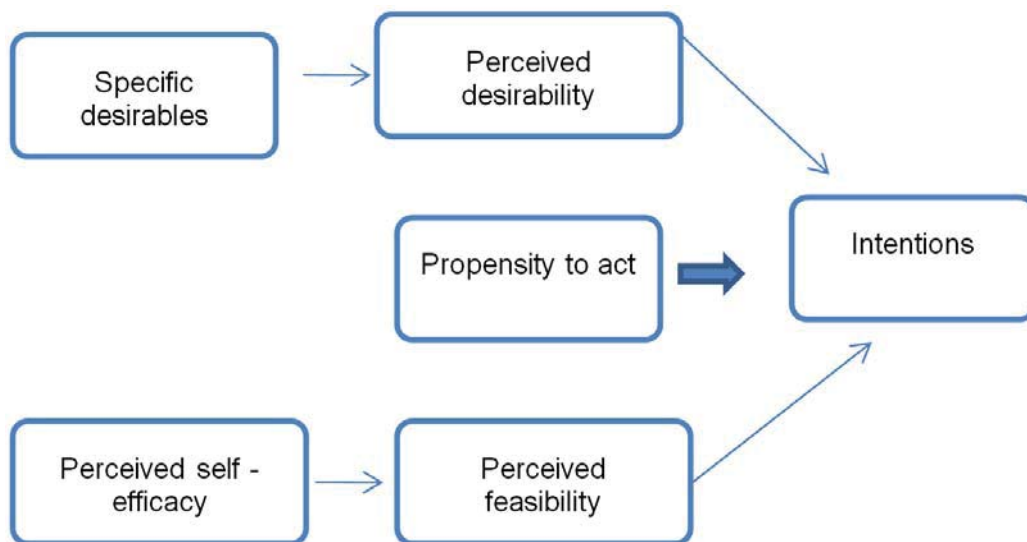 Specific
desirables
Perceived
desirability
Propensity to act
Intentions
Perceived self -
efficacy
Perceived
feasibility